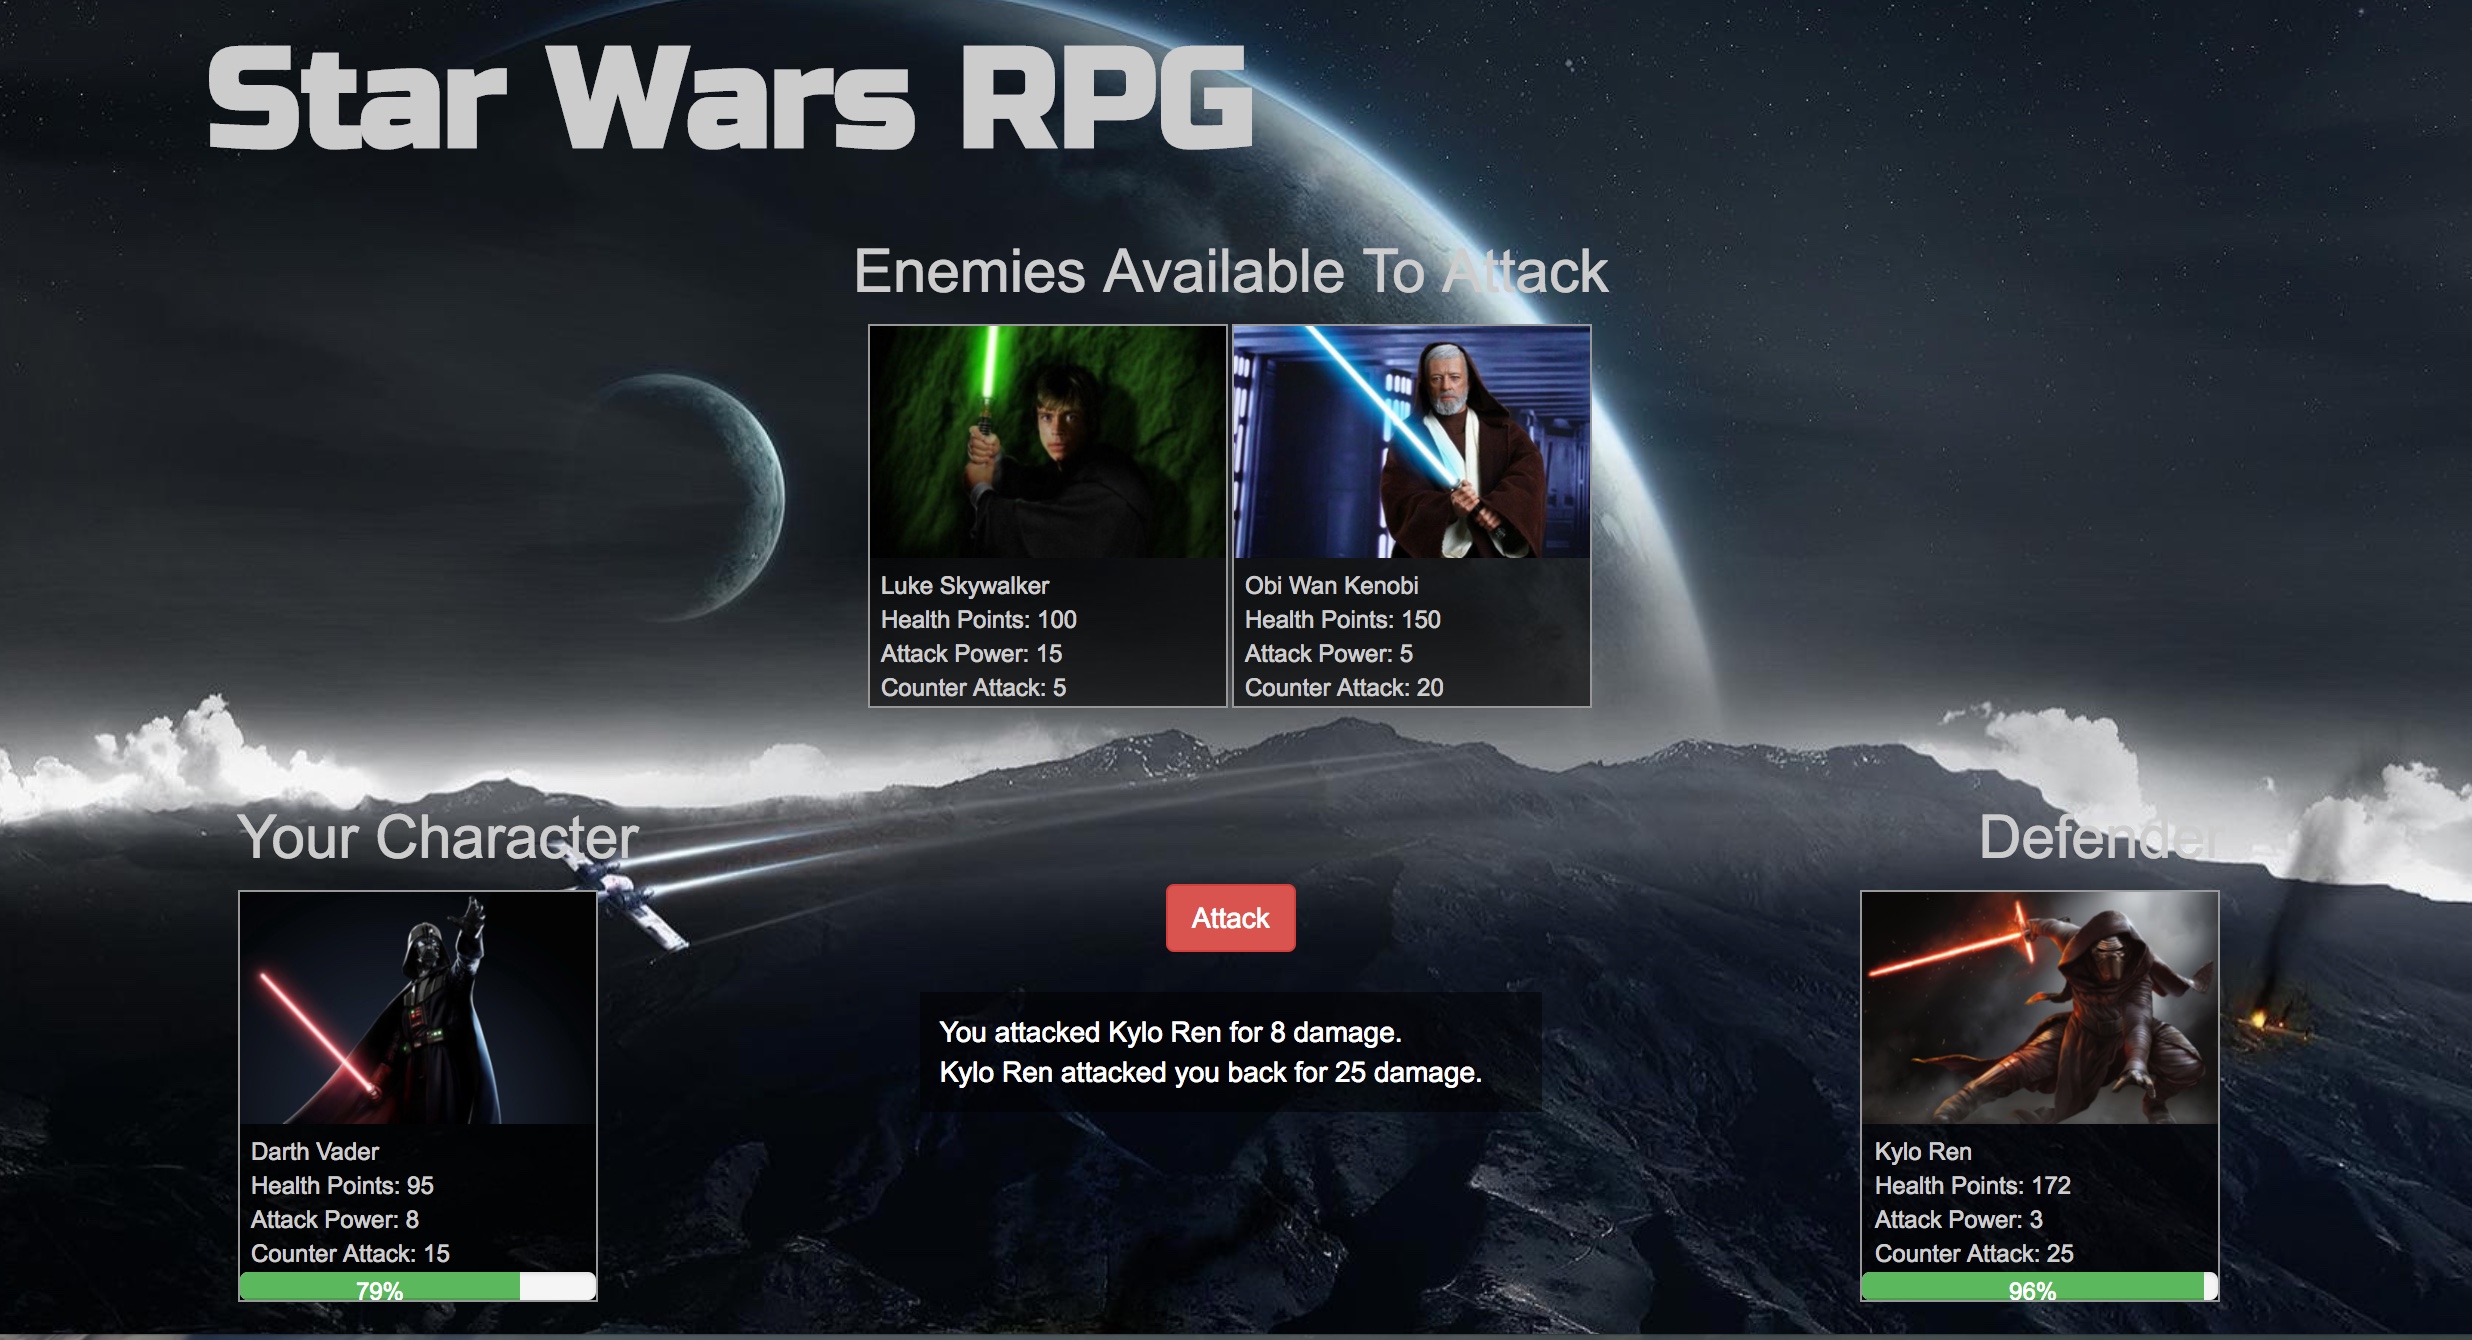 Star Wars RPG
Enemies Available To Attack
Luke Skywalker
Health Points: 100
Attack Power: 15
Counter Attack: 5
Obi Wan Kenobi
Health Points: 150
Attack Power: 5
Counter Attack: 20
Your Character
Darth Vader
Health Points: 95
Attack Power: 8
Counter Attack: 15
79%
Attack
You attacked Kylo Ren for 8 damage.
Kylo Ren attacked you back for 25 damage.
Defender
Kylo Ren
Health Points: 172
Attack Power: 3
Counter Attack: 25
96%